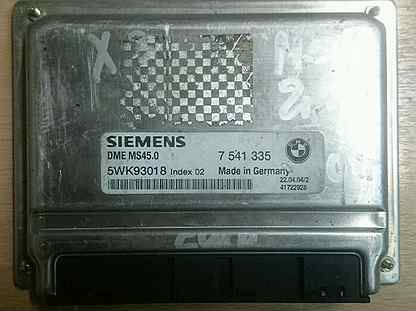 X
SIEMENS
DME MS45.0
7 541 335
5WK93018 Index 02
Made in Germany
22.04.04/2
41722928